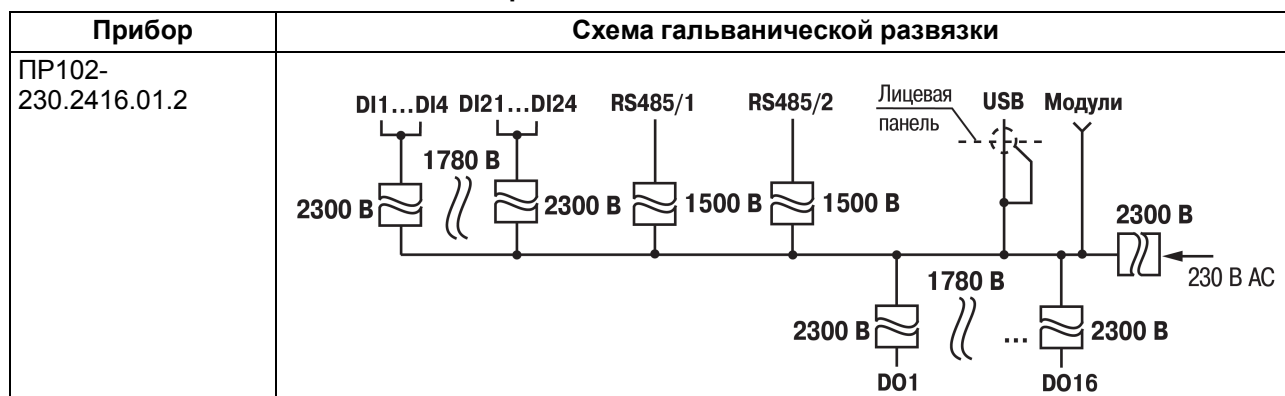 Прибор
Схема гальванической развязки
ПР102-
230.2416.01.2
DI1...DI4 DI21...DI24 RS485/1 RS485/2 Лицевая панель USB Модули
1780 В
2300 В 2300 В 1500 В 1500 В
2300 В
230 В AC
1780 В
2300 В ... 2300 В
DO1 DO16